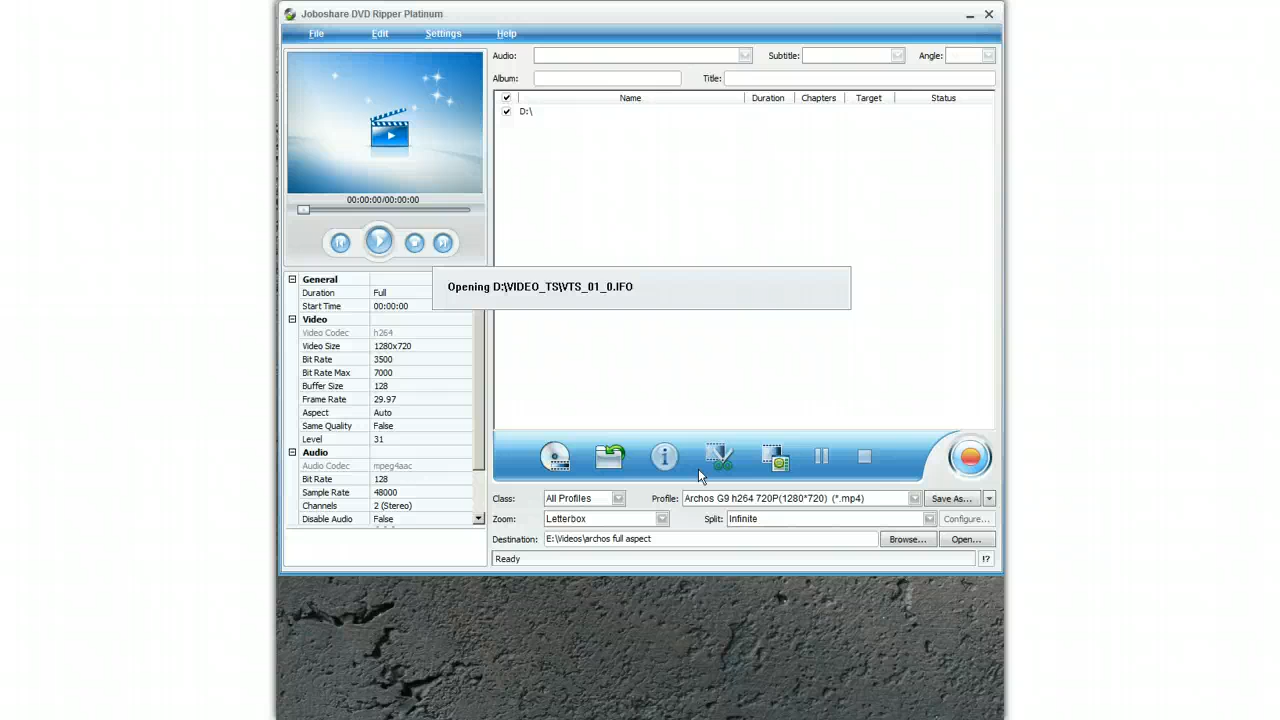 Joboshare DVD Ripper Platinum
File Edit Settings Help
Audio: Subtitle: Angle:
Album: Title:
Name Duration Chapters Target Status
D:\
00:00:00/00:00:00
Opening D:\VIDEO_TS\VTS_01_0.IFO
General
Duration Full
Start Time 00:00:00
Video
Video Codec h264
Video Size 1280x720
Bit Rate 3500
Bit Rate Max 7000
Buffer Size 128
Frame Rate 29.97
Aspect Auto
Same Quality False
Level 31
Audio
Audio Codec mpeg4aac
Bit Rate 128
Sample Rate 48000
Channels 2 (Stereo)
Disable Audio False
Class: All Profiles Profile: Archos G9 h264 720P(1280*720) (*.mp4) Save As...
Zoom: Letterbox Split: Infinite Configure...
Destination: E:\Videos\archos full aspect Browse... Open...
Ready !?